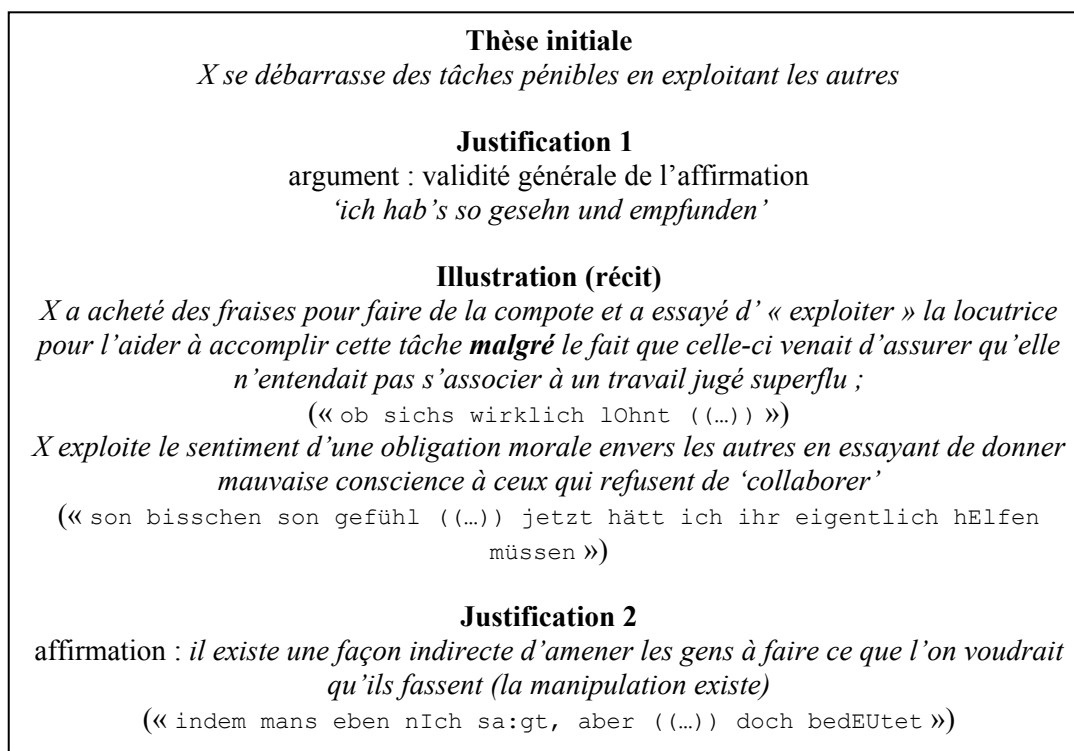 Thèse initiale
X se débarrasse des tâches pénibles en exploitant les autres
Justification 1
argument : validité générale de l’affirmation
‘ich hab’s so gesehn und empfunden’
Illustration (récit)
X a acheté des fraises pour faire de la compote et a essayé d’ « exploiter » la locutrice
pour l’aider à accomplir cette tâche malgré le fait que celle-ci venait d’assurer qu’elle
n’entendait pas s’associer à un travail jugé superflu ;
(« ob sichs wirklich lOhnt ((…)) »)
X exploite le sentiment d’une obligation morale envers les autres en essayant de donner
mauvaise conscience à ceux qui refusent de ‘collaborer’
(« son bisschen son gefühl ((…)) jetzt hätt ich ihr eigentlich hElfen
müssen »)
Justification 2
affirmation : il existe une façon indirecte d’amener les gens à faire ce que l’on voudrait
qu’ils fassent (la manipulation existe)
(« indem mans eben nIch sa:gt, aber ((…)) doch bedEUtet »)